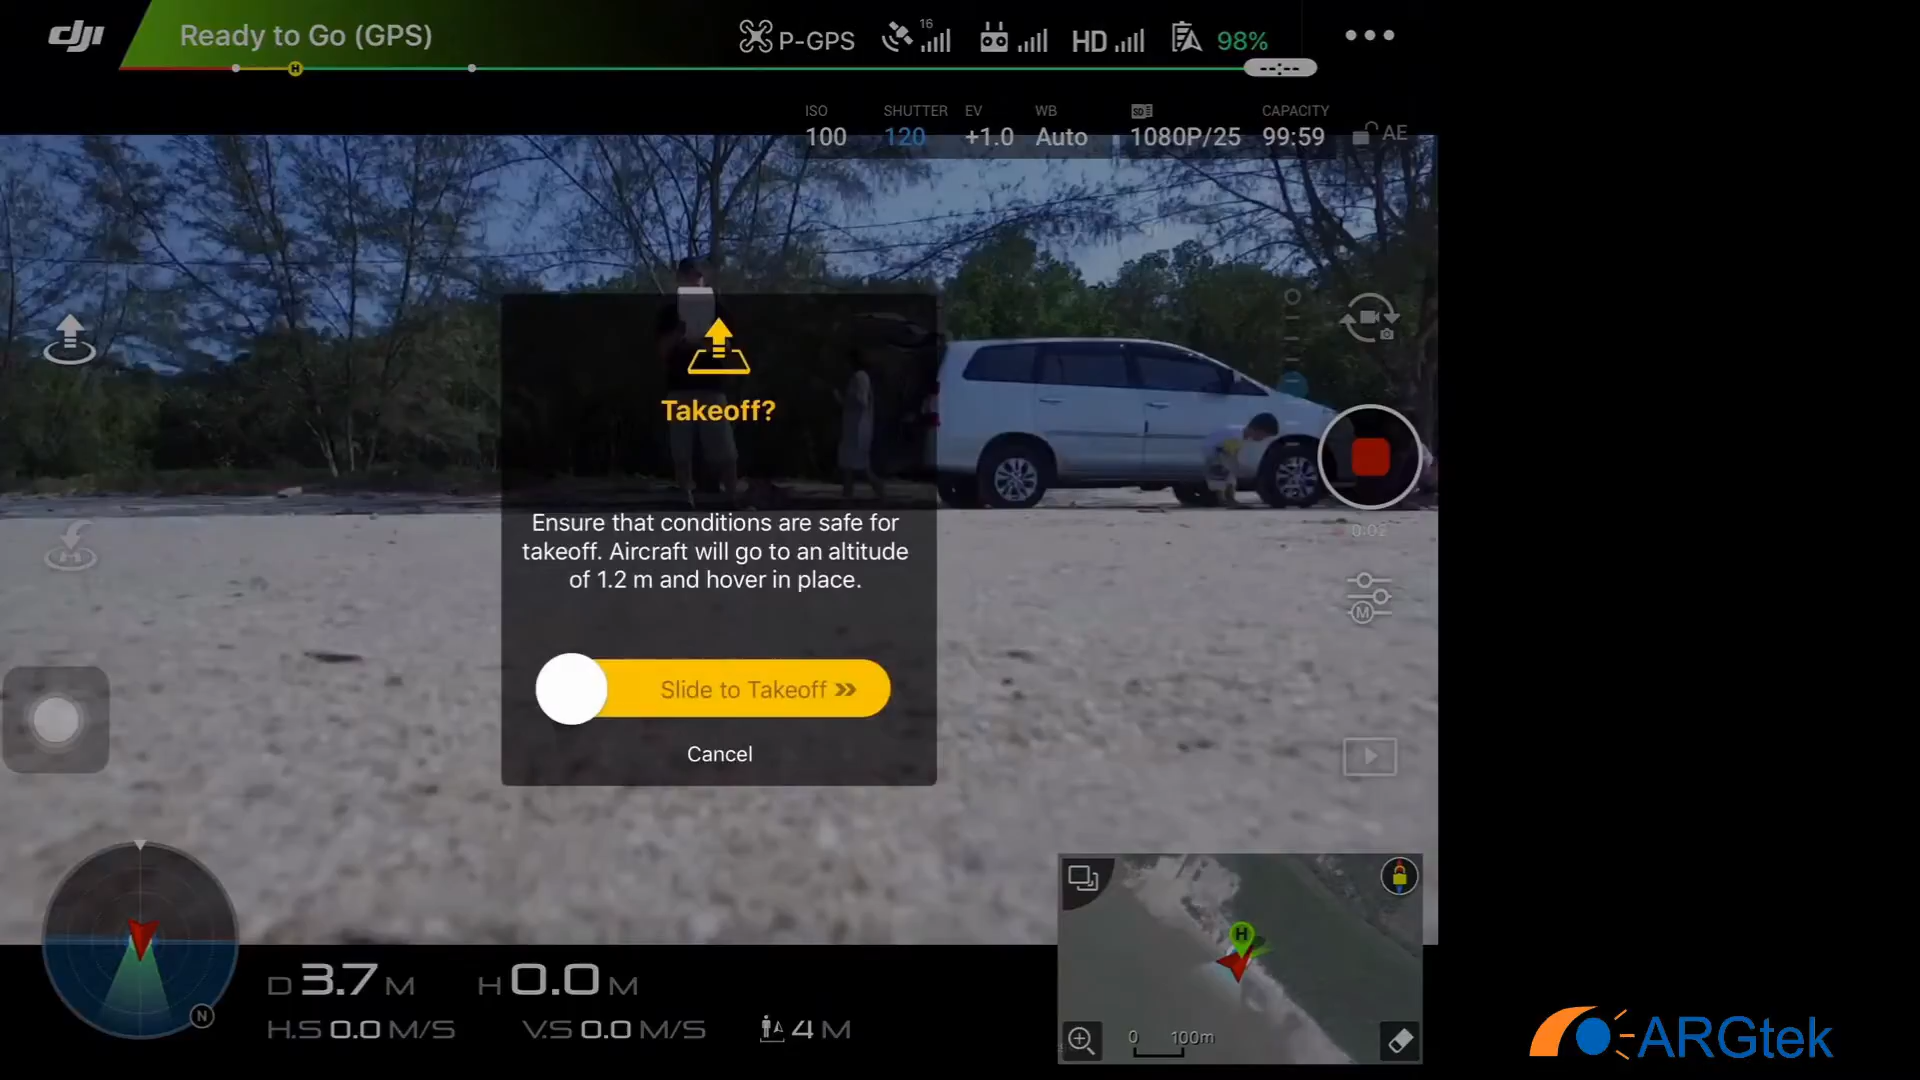 dji Ready to Go (GPS) P-GPS 16 HD 98%
H --:--
ISO SHUTTER EV WB SD CAPACITY
100 120 +1.0 Auto 1080P/25 99:59 AE
Takeoff?
Ensure that conditions are safe for
takeoff. Aircraft will go to an altitude
of 1.2 m and hover in place.
0:02
M
Slide to Takeoff »
Cancel
H
D 3.7 M H 0.0 M
N
H.S 0.0 M/S V.S 0.0 M/S 4 M
0 100m
ARGtek